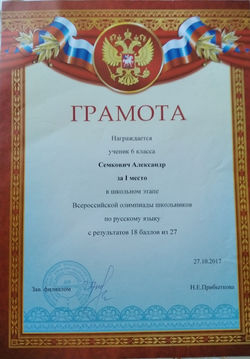 ГРАМОТА
Награждается
ученик 6 класса
Семкович Александр
за I место
в школьном этапе
Всероссийской олимпиады школьников
по русскому языку
с результатов 18 баллов из 27
27.10.2017
Зав. филиалом Н.Е.Прибыткова